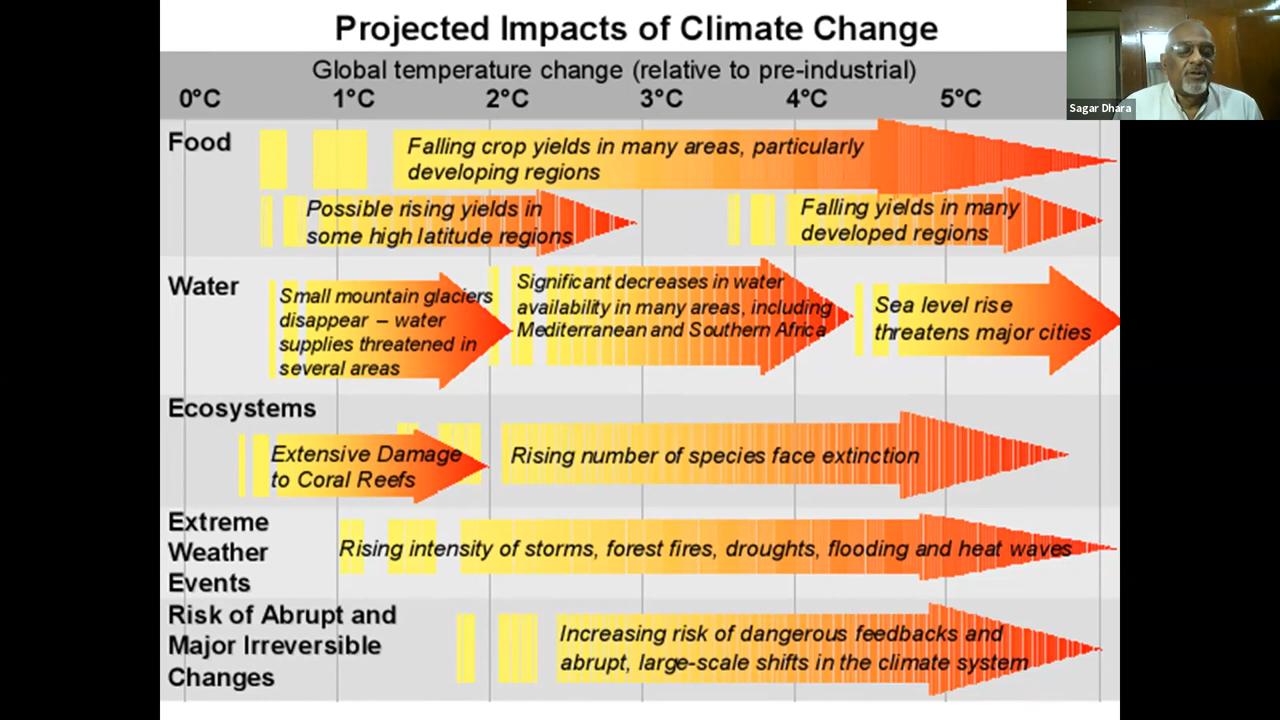 Projected Impacts of Climate Change
Sagar Dhara
Global temperature change (relative to pre-industrial)
0°C 1°C 2°C 3°C 4°C 5°C
Food
Falling crop yields in many areas, particularly
developing regions
Possible rising yields in
some high latitude regions
Falling yields in many
developed regions
Water
Small mountain glaciers
disappear – water
supplies threatened in
several areas
Significant decreases in water
availability in many areas, including
Mediterranean and Southern Africa
Sea level rise
threatens major cities
Ecosystems
Extensive Damage
to Coral Reefs
Rising number of species face extinction
Extreme
Weather
Events
Rising intensity of storms, forest fires, droughts, flooding and heat waves
Risk of Abrupt and
Major Irreversible
Changes
Increasing risk of dangerous feedbacks and
abrupt, large-scale shifts in the climate system